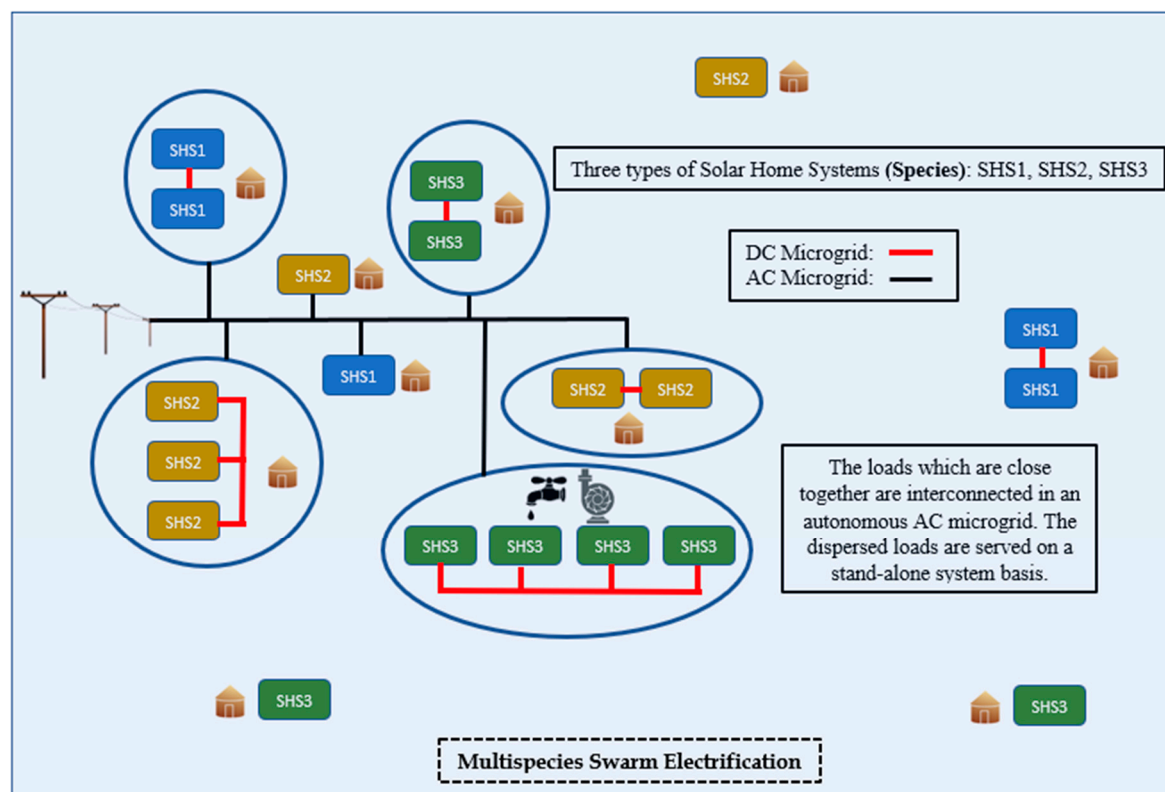 SHS2
SHS1
SHS1
SHS3
SHS3
Three types of Solar Home Systems (Species): SHS1, SHS2, SHS3
DC Microgrid:
AC Microgrid:
SHS2
SHS1
SHS1
SHS1
SHS2 SHS2
SHS2
SHS2
SHS2
The loads which are close
together are interconnected in an
autonomous AC microgrid. The
dispersed loads are served on a
stand-alone system basis.
SHS3 SHS3 SHS3 SHS3
SHS3
SHS3
Multispecies Swarm Electrification